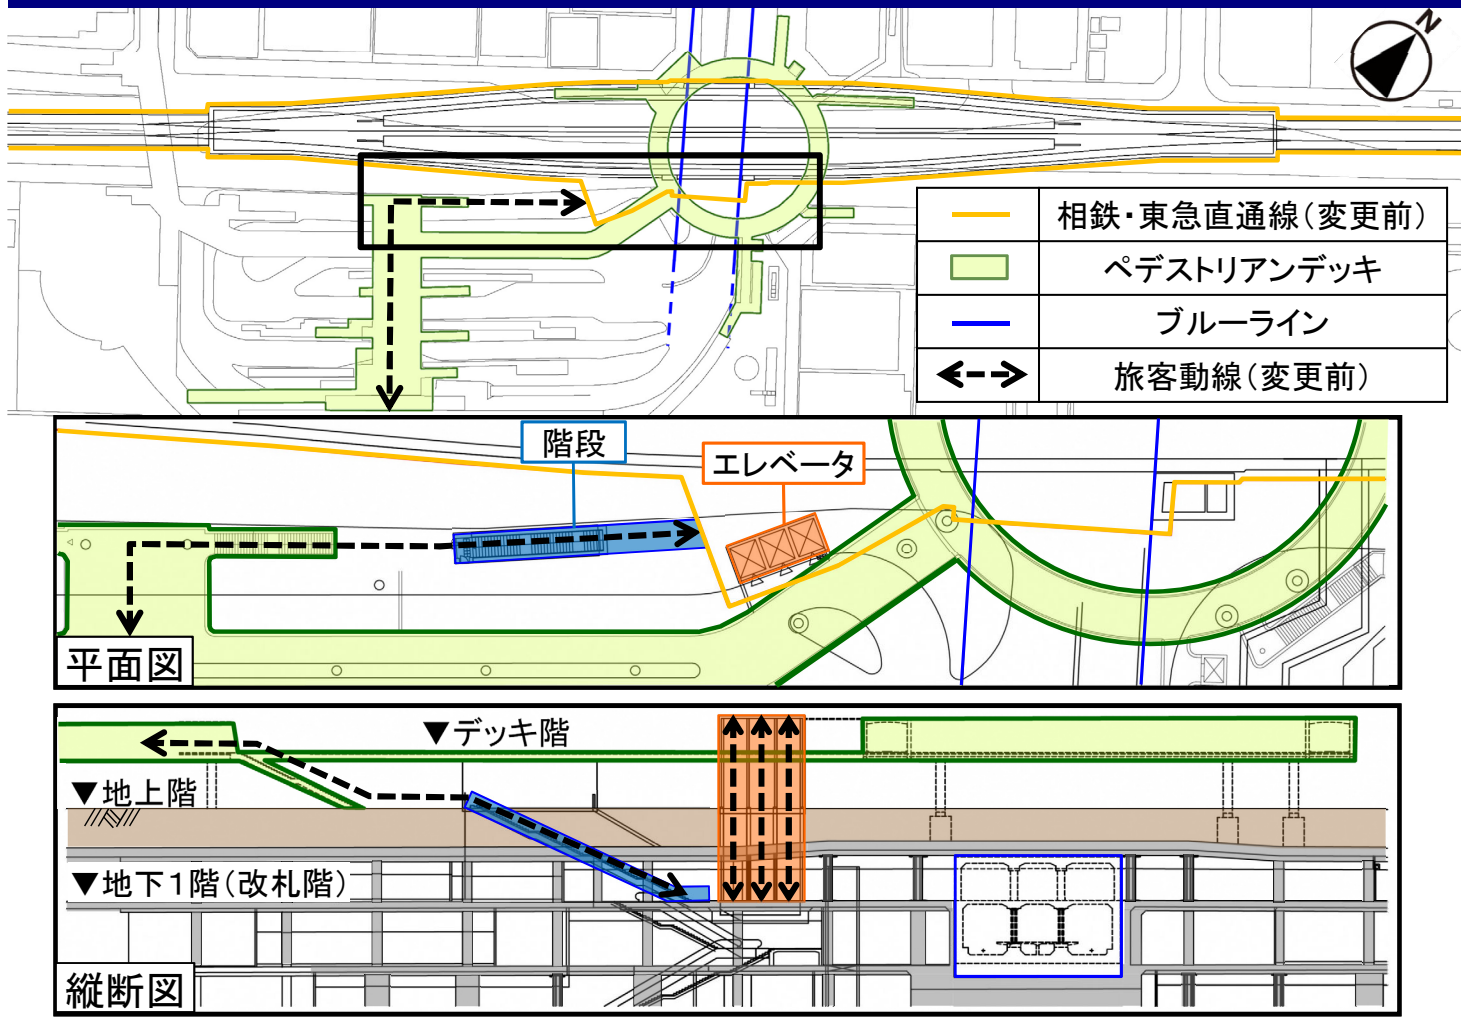 N
相鉄・東急直通線(変更前)
ペデストリアンデッキ
ブルーライン
旅客動線(変更前)
階段
エレベータ
平面図
▼デッキ階
▼地上階
▼地下1階(改札階)
縦断図